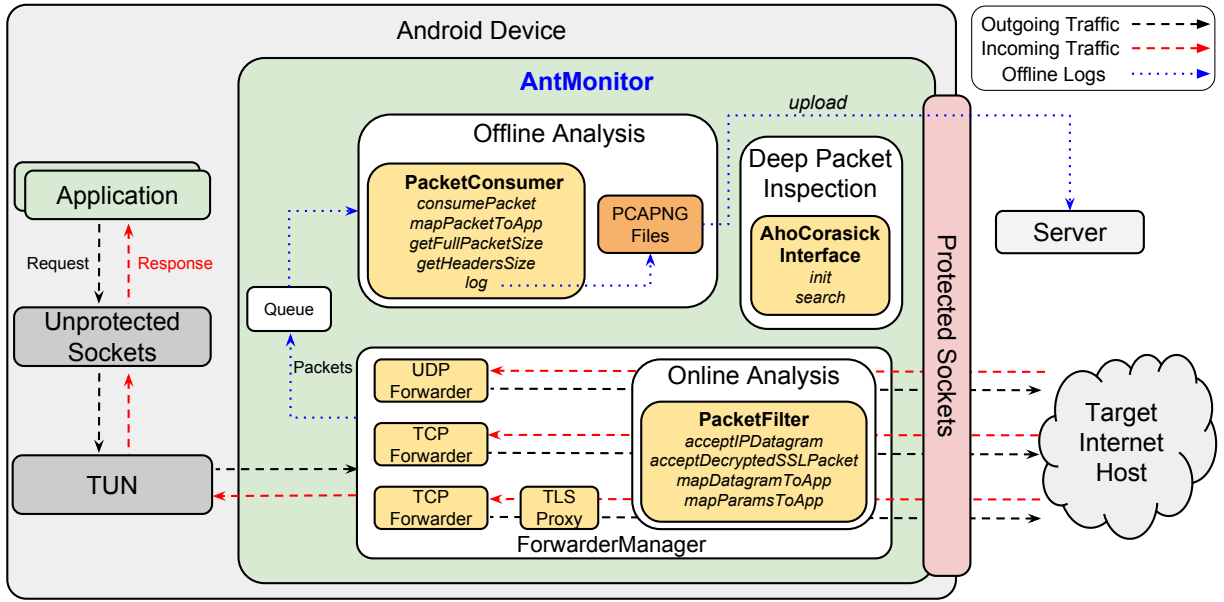 Android Device
Outgoing Traffic
Incoming Traffic
Offline Logs
AntMonitor
upload
Offline Analysis
PacketConsumer
consumePacket
mapPacketToApp
getFullPacketSize
getHeadersSize
log
PCAPNG
Files
Deep Packet
Inspection
AhoCorasick
Interface
init
search
Protected Sockets
Server
Application
Request
Response
Unprotected
Sockets
TUN
Queue
Packets
UDP
Forwarder
TCP
Forwarder
TCP
Forwarder
TLS
Proxy
Online Analysis
PacketFilter
acceptIPDatagram
acceptDecryptedSSLPacket
mapDatagramToApp
mapParamsToApp
ForwarderManager
Target
Internet
Host